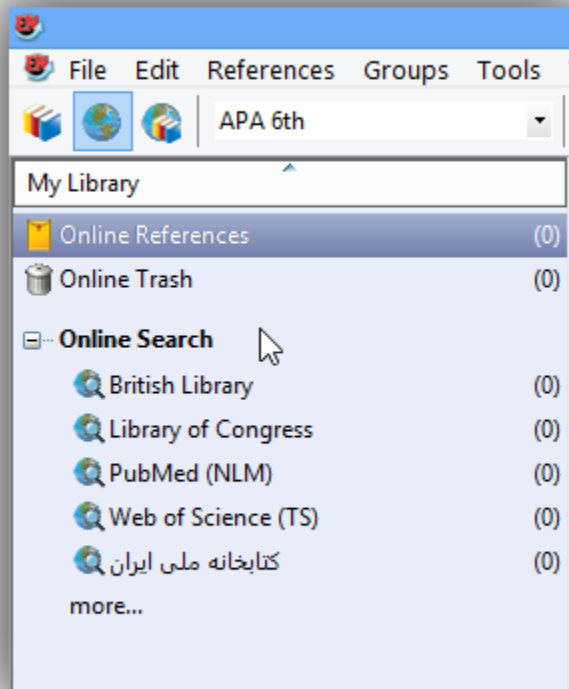 File Edit References Groups Tools
APA 6th
My Library
Online References (0)
Online Trash (0)
Online Search
British Library (0)
Library of Congress (0)
PubMed (NLM) (0)
Web of Science (TS) (0)
کتابخانه ملی ایران (0)
more...